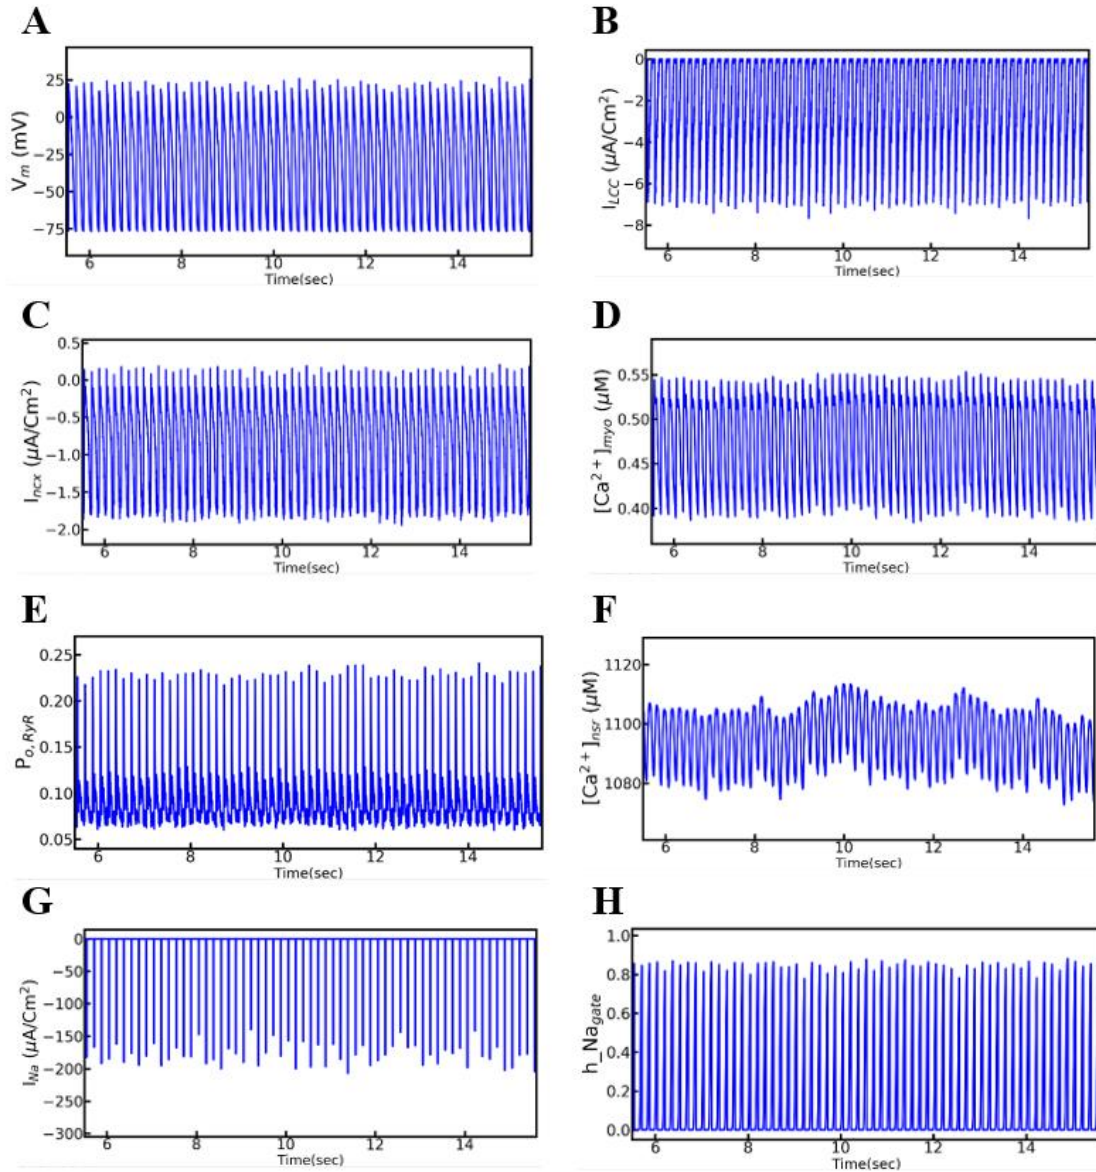 A
V_m (mV)
25
0
−25
−50
−75
6 8 10 12 14
Time(sec)
B
I_LCC (μA/Cm²)
0
−2
−4
−6
−8
6 8 10 12 14
Time(sec)
C
I_ncx (μA/Cm²)
0.5
0.0
−0.5
−1.0
−1.5
−2.0
6 8 10 12 14
Time(sec)
D
[Ca²⁺]_myo (μM)
0.55
0.50
0.45
0.40
6 8 10 12 14
Time(sec)
E
P_o,RyR
0.25
0.20
0.15
0.10
0.05
6 8 10 12 14
Time(sec)
F
[Ca²⁺]_nsr (μM)
1120
1100
1080
6 8 10 12 14
Time(sec)
G
I_Na (μA/Cm²)
0
−50
−100
−150
−200
−250
−300
6 8 10 12 14
Time(sec)
H
h_Na_gate
1.0
0.8
0.6
0.4
0.2
0.0
6 8 10 12 14
Time(sec)